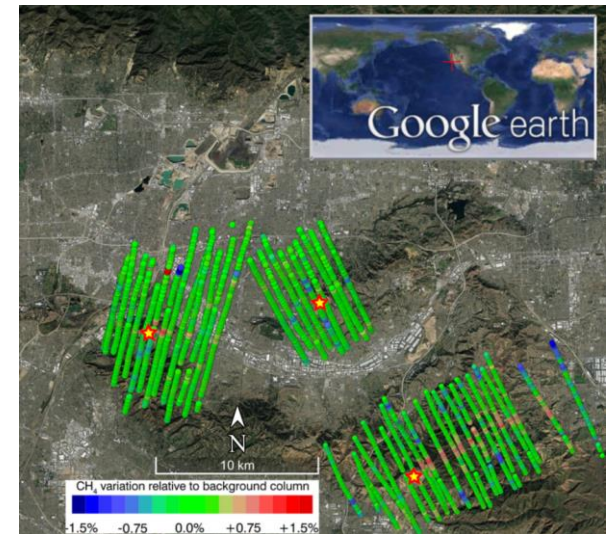 Google earth
N
10 km
CH₄ variation relative to background column
-1.5% -0.75 0.0% +0.75 +1.5%